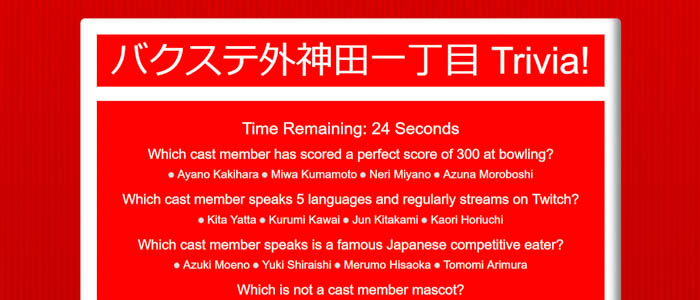 バクステ外神田一丁目 Trivia!
Time Remaining: 24 Seconds
Which cast member has scored a perfect score of 300 at bowling?
Ayano Kakihara Miwa Kumamoto Neri Miyano Azuna Moroboshi
Which cast member speaks 5 languages and regularly streams on Twitch?
Kita Yatta Kurumi Kawai Jun Kitakami Kaori Horiuchi
Which cast member speaks is a famous Japanese competitive eater?
Azuki Moeno Yuki Shiraishi Merumo Hisaoka Tomomi Arimura
Which is not a cast member mascot?